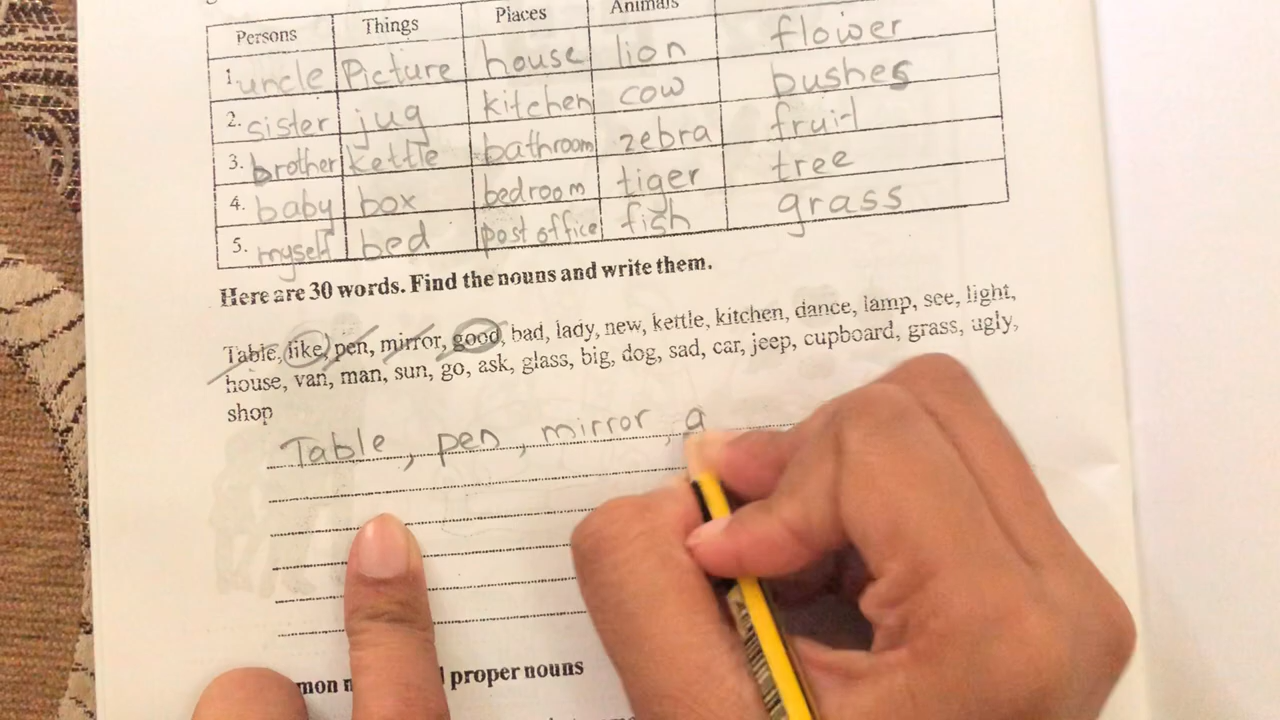 Persons Things Places Animals
1. uncle Picture house lion flower
2. sister jug kitchen cow bushes
3. brother kettle bathroom zebra fruit
4. baby box bedroom tiger tree
5. myself bed post office fish grass
Here are 30 words. Find the nouns and write them.
Table, like, pen, mirror, good, bad, lady, new, kettle, kitchen, dance, lamp, see, light,
house, van, man, sun, go, ask, glass, big, dog, sad, car, jeep, cupboard, grass, ugly,
shop
Table, pen, mirror, g
proper nouns